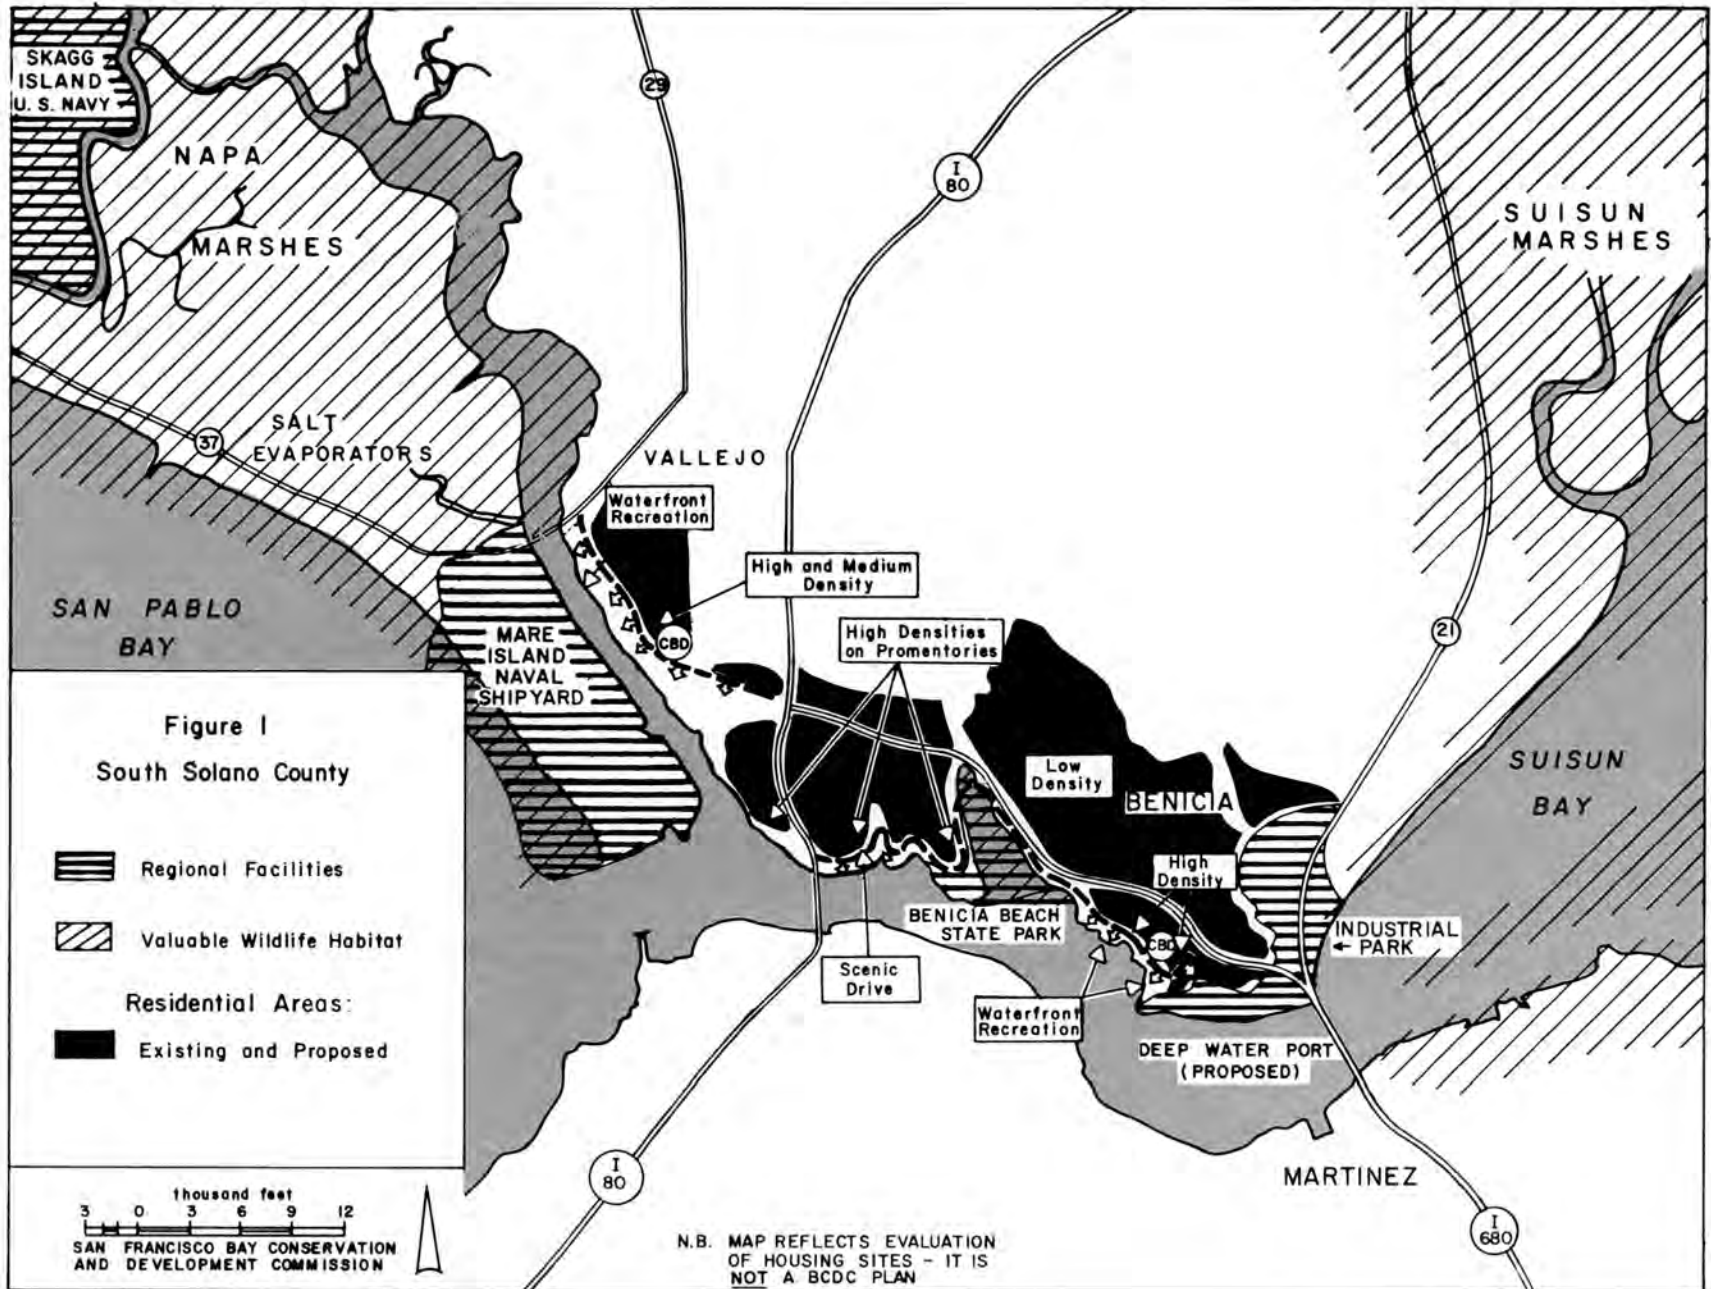 SKAGG
ISLAND
U. S. NAVY
29
NAPA
MARSHES
I
80
SUISUN
MARSHES
37
SALT
EVAPORATORS
VALLEJO
Waterfront
Recreation
High and Medium
Density
SAN PABLO
BAY
MARE
ISLAND
NAVAL
SHIPYARD
CBD
High Densities
on Promentories
21
Low
Density
BENICIA
SUISUN
BAY
High
Density
CBD
BENICIA BEACH
STATE PARK
INDUSTRIAL
← PARK
Scenic
Drive
Waterfront
Recreation
DEEP WATER PORT
(PROPOSED)
MARTINEZ
I
80
I
680
Figure I
South Solano County
Regional Facilities
Valuable Wildlife Habitat
Residential Areas:
Existing and Proposed
thousand feet
3 0 3 6 9 12
SAN FRANCISCO BAY CONSERVATION
AND DEVELOPMENT COMMISSION
N.B. MAP REFLECTS EVALUATION
OF HOUSING SITES - IT IS
NOT A BCDC PLAN